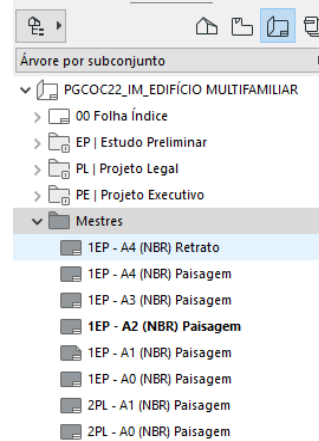 Árvore por subconjunto
PGCOC22_IM_EDIFÍCIO MULTIFAMILIAR
00 Folha Índice
EP | Estudo Preliminar
PL | Projeto Legal
PE | Projeto Executivo
Mestres
1EP - A4 (NBR) Retrato
1EP - A4 (NBR) Paisagem
1EP - A3 (NBR) Paisagem
1EP - A2 (NBR) Paisagem
1EP - A1 (NBR) Paisagem
1EP - A0 (NBR) Paisagem
2PL - A1 (NBR) Paisagem
2PL - A0 (NBR) Paisagem